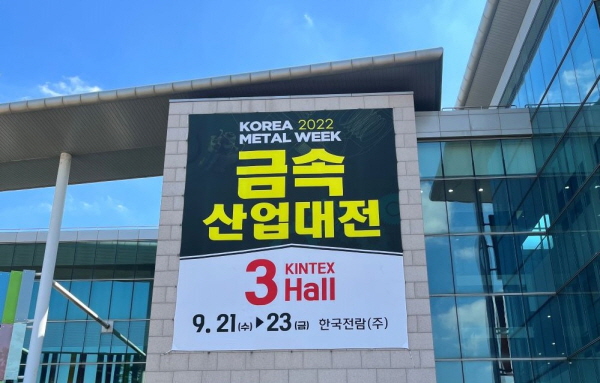 KOREA 2022
METAL WEEK
금속
산업대전
3 KINTEX
Hall
9. 21(수)▶23(금) 한국전람(주)